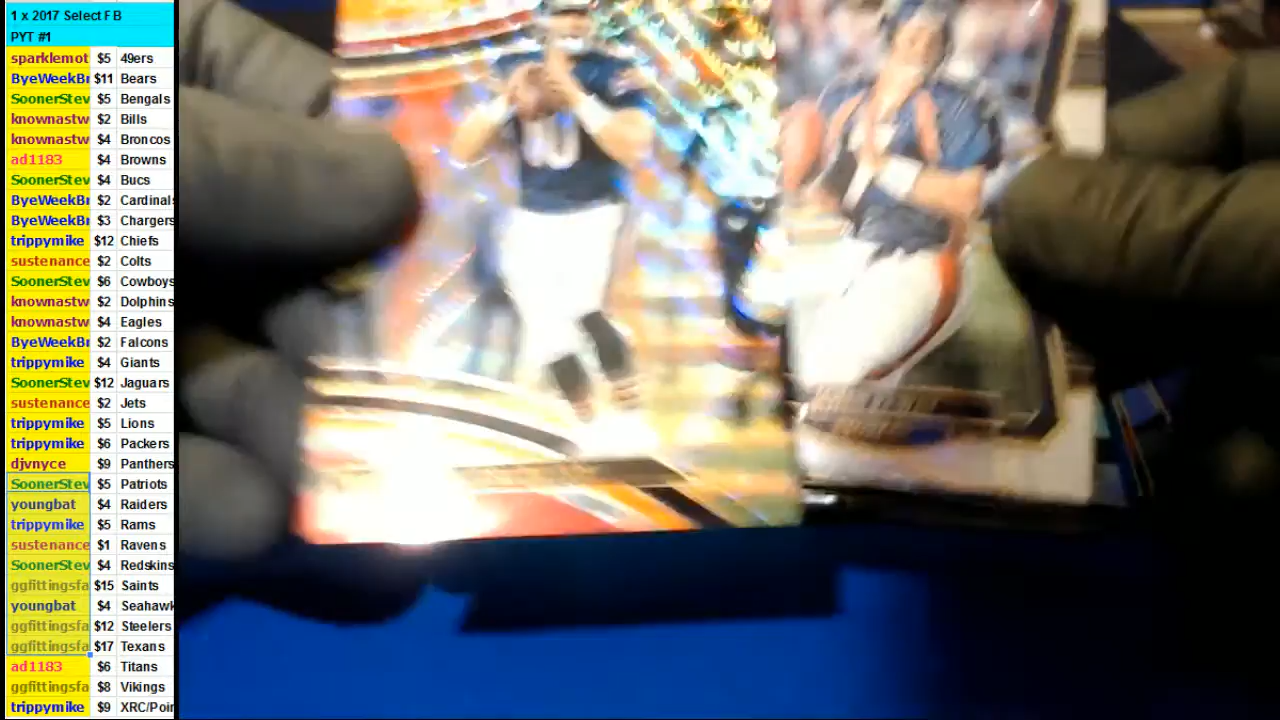 1 x 2017 Select FB
PYT #1
sparklemot $5 49ers
ByeWeekBr $11 Bears
SoonerStev $5 Bengals
knownastw $2 Bills
knownastw $4 Broncos
ad1183 $4 Browns
SoonerStev $4 Bucs
ByeWeekBr $2 Cardinals
ByeWeekBr $3 Chargers
trippymike $12 Chiefs
sustenance $2 Colts
SoonerStev $6 Cowboys
knownastw $2 Dolphins
knownastw $4 Eagles
ByeWeekBr $2 Falcons
trippymike $4 Giants
SoonerStev $12 Jaguars
sustenance $2 Jets
trippymike $5 Lions
trippymike $6 Packers
djvnyce $9 Panthers
SoonerStev $5 Patriots
youngbat $4 Raiders
trippymike $5 Rams
sustenance $1 Ravens
SoonerStev $4 Redskins
ggfittingsfa $15 Saints
youngbat $4 Seahawk
ggfittingsfa $12 Steelers
ggfittingsfa $17 Texans
ad1183 $6 Titans
ggfittingsfa $8 Vikings
trippymike $9 XRC/Poin